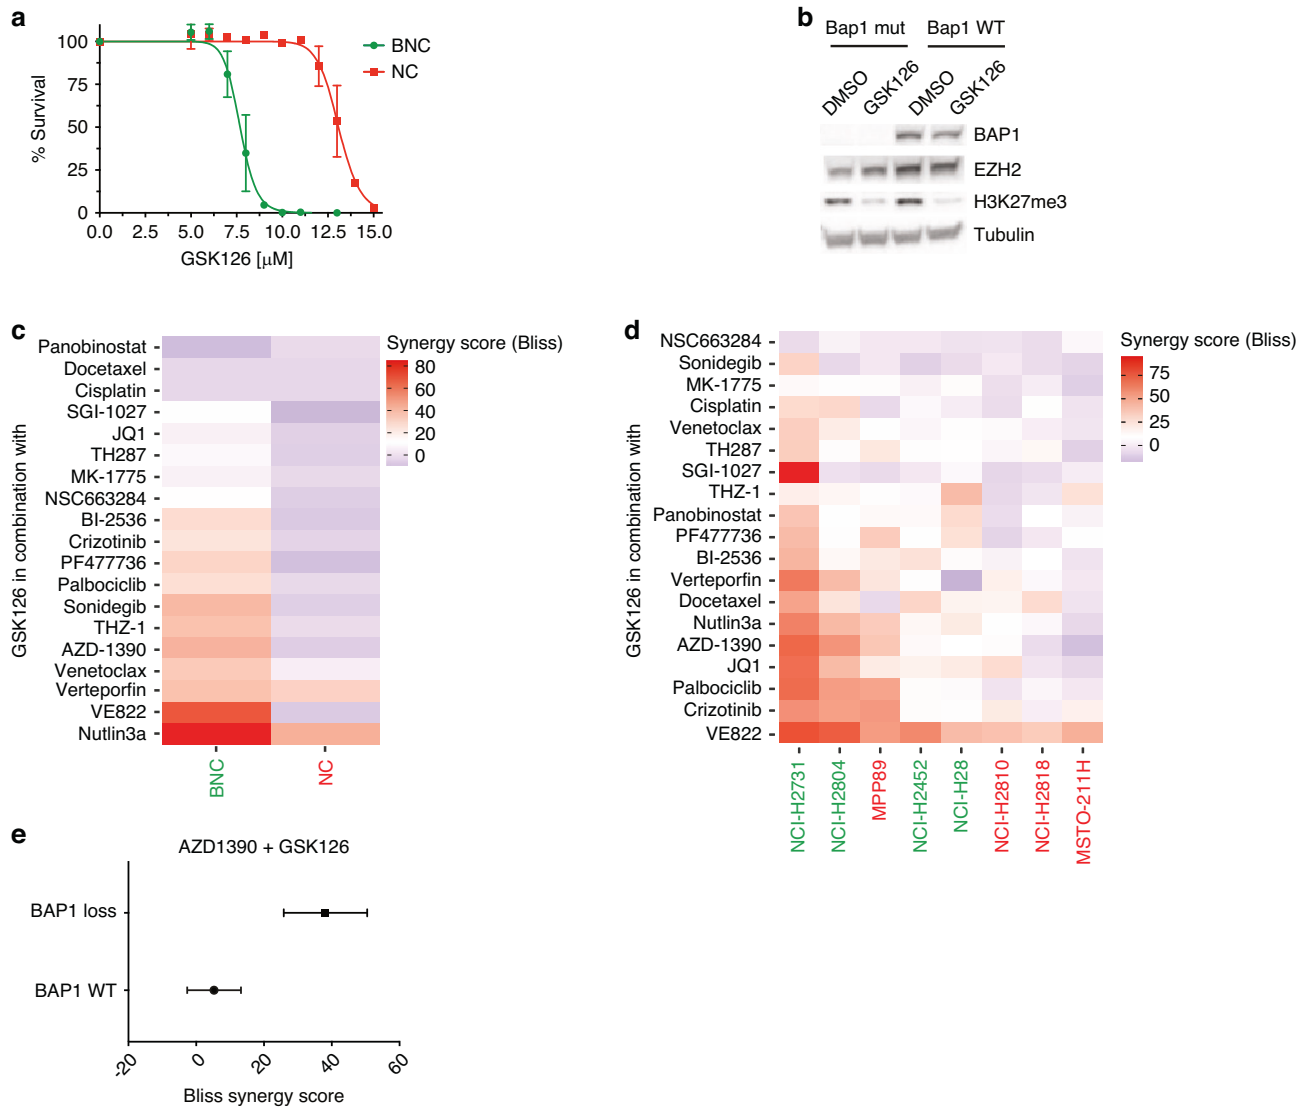 a
% Survival
100
75
50
25
0
0.0 2.5 5.0 7.5 10.0 12.5 15.0
GSK126 [µM]
BNC
NC
b
Bap1 mut Bap1 WT
DMSO GSK126 DMSO GSK126
BAP1
EZH2
H3K27me3
Tubulin
c
GSK126 in combination with
Panobinostat
Docetaxel
Cisplatin
SGI-1027
JQ1
TH287
MK-1775
NSC663284
BI-2536
Crizotinib
PF477736
Palbociclib
Sonidegib
THZ-1
AZD-1390
Venetoclax
Verteporfin
VE822
Nutlin3a
BNC NC
Synergy score (Bliss)
80
60
40
20
0
d
GSK126 in combination with
NSC663284
Sonidegib
MK-1775
Cisplatin
Venetoclax
TH287
SGI-1027
THZ-1
Panobinostat
PF477736
BI-2536
Verteporfin
Docetaxel
Nutlin3a
AZD-1390
JQ1
Palbociclib
Crizotinib
VE822
NCI-H2731 NCI-H2804 MPP89 NCI-H2452 NCI-H28 NCI-H2810 NCI-H2818 MSTO-211H
Synergy score (Bliss)
75
50
25
0
e
AZD1390 + GSK126
BAP1 loss
BAP1 WT
-20 0 20 40 60
Bliss synergy score